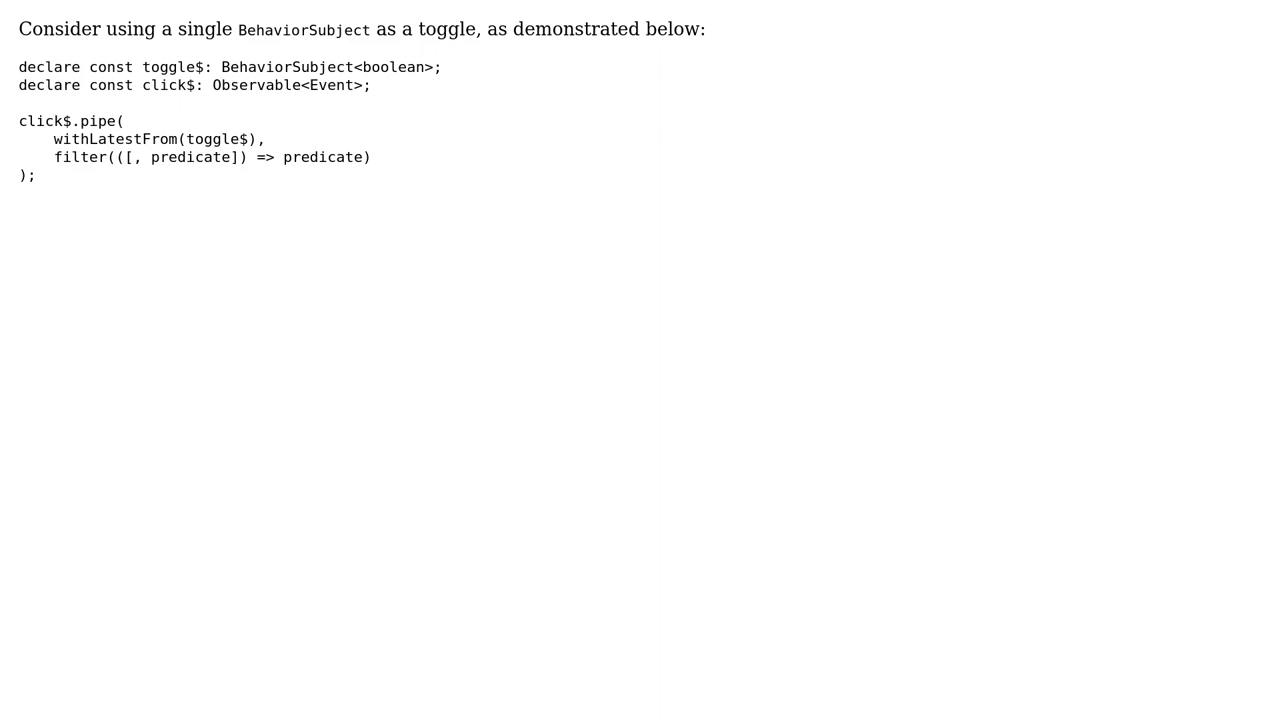 Consider using a single BehaviorSubject as a toggle, as demonstrated below:
declare const toggle$: BehaviorSubject<boolean>;
declare const click$: Observable<Event>;
click$.pipe(
    withLatestFrom(toggle$),
    filter(([, predicate]) => predicate)
);